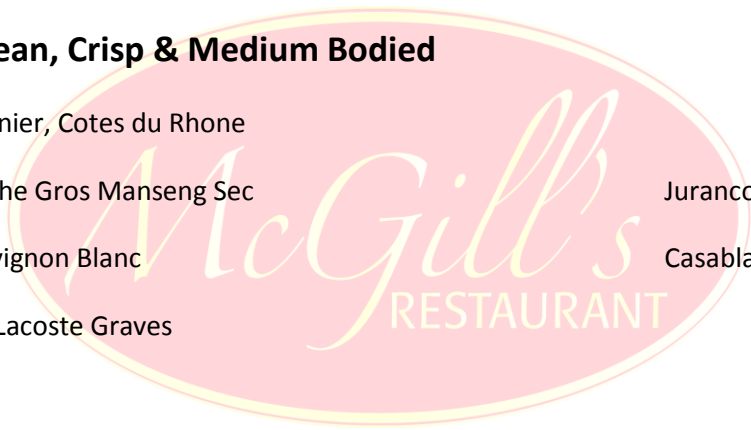 ean, Crisp & Medium Bodied
nier, Cotes du Rhone
he Gros Manseng Sec Juranco
vignon Blanc Casabla
Lacoste Graves
McGill's
RESTAURANT